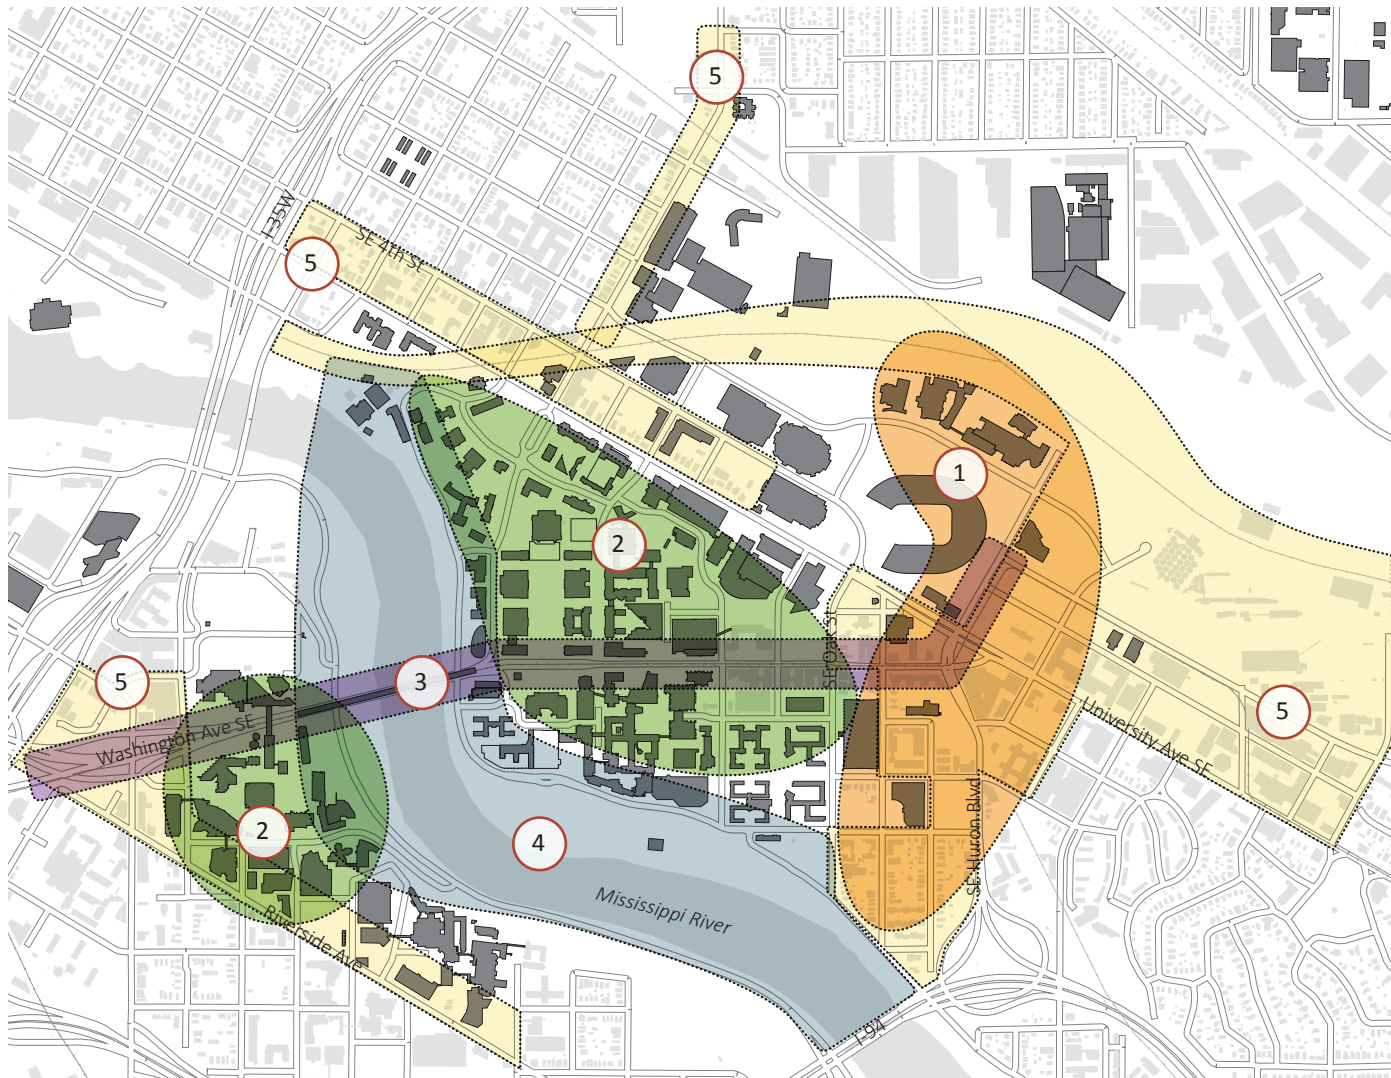 5
I-35W
SE 4th St
5
1
2
SE Oak St
5
3
5
University Ave SE
Washington Ave SE
2
4
SE Huron Blvd
Mississippi River
Riverside Ave
I-94